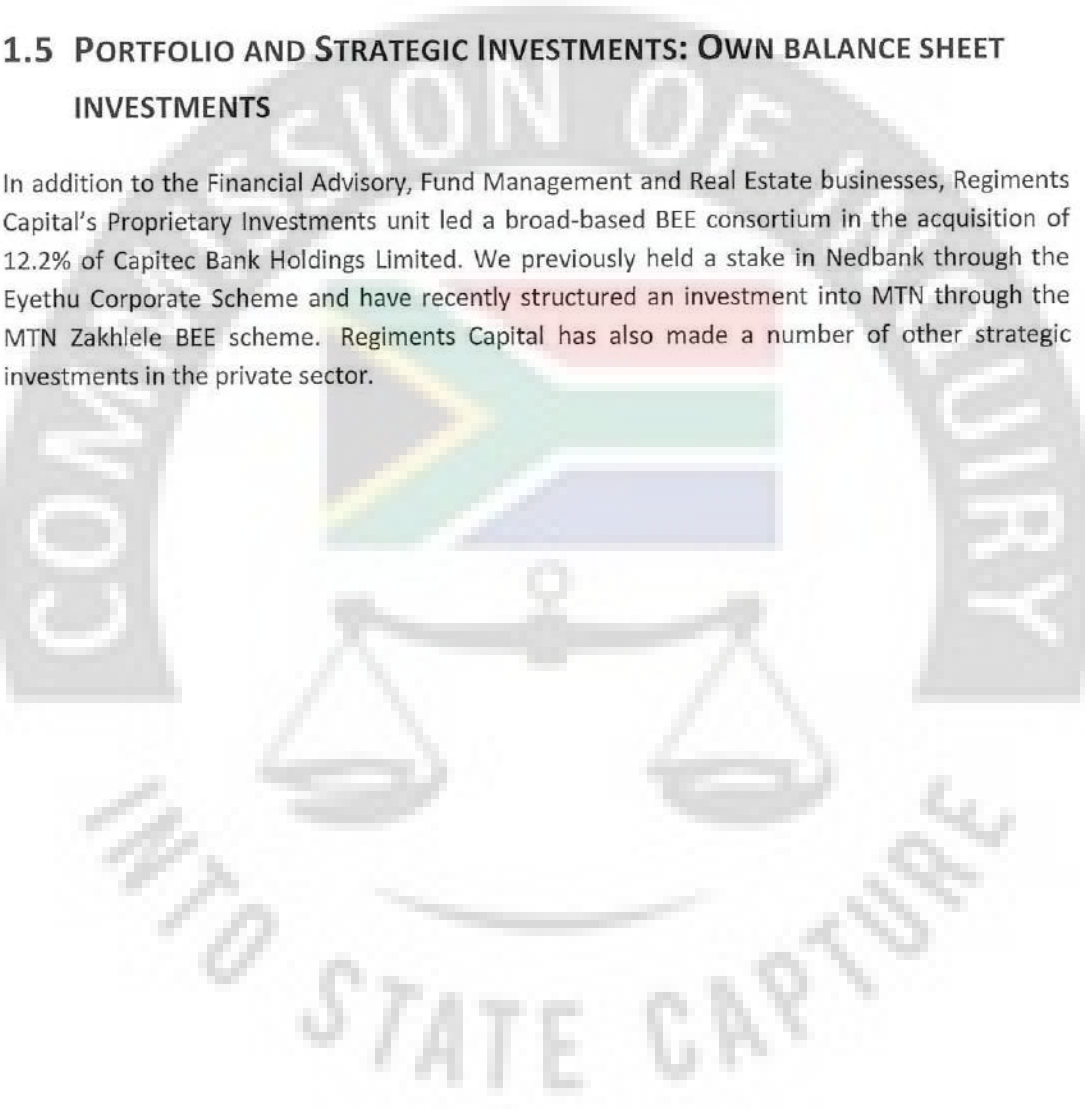 1.5 PORTFOLIO AND STRATEGIC INVESTMENTS: OWN BALANCE SHEET
INVESTMENTS
In addition to the Financial Advisory, Fund Management and Real Estate businesses, Regiments
Capital's Proprietary Investments unit led a broad-based BEE consortium in the acquisition of
12.2% of Capitec Bank Holdings Limited. We previously held a stake in Nedbank through the
Eyethu Corporate Scheme and have recently structured an investment into MTN through the
MTN Zakhlele BEE scheme. Regiments Capital has also made a number of other strategic
investments in the private sector.
COMMISSION OF INQUIRY
INTO STATE CAPTURE